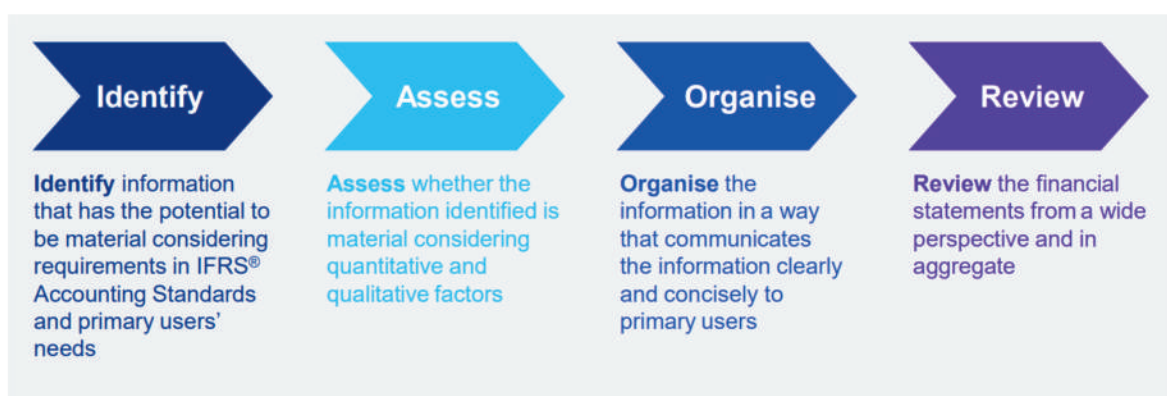 Identify
Assess
Organise
Review
Identify information
that has the potential to
be material considering
requirements in IFRS®
Accounting Standards
and primary users’
needs
Assess whether the
information identified is
material considering
quantitative and
qualitative factors
Organise the
information in a way
that communicates
the information clearly
and concisely to
primary users
Review the financial
statements from a wide
perspective and in
aggregate